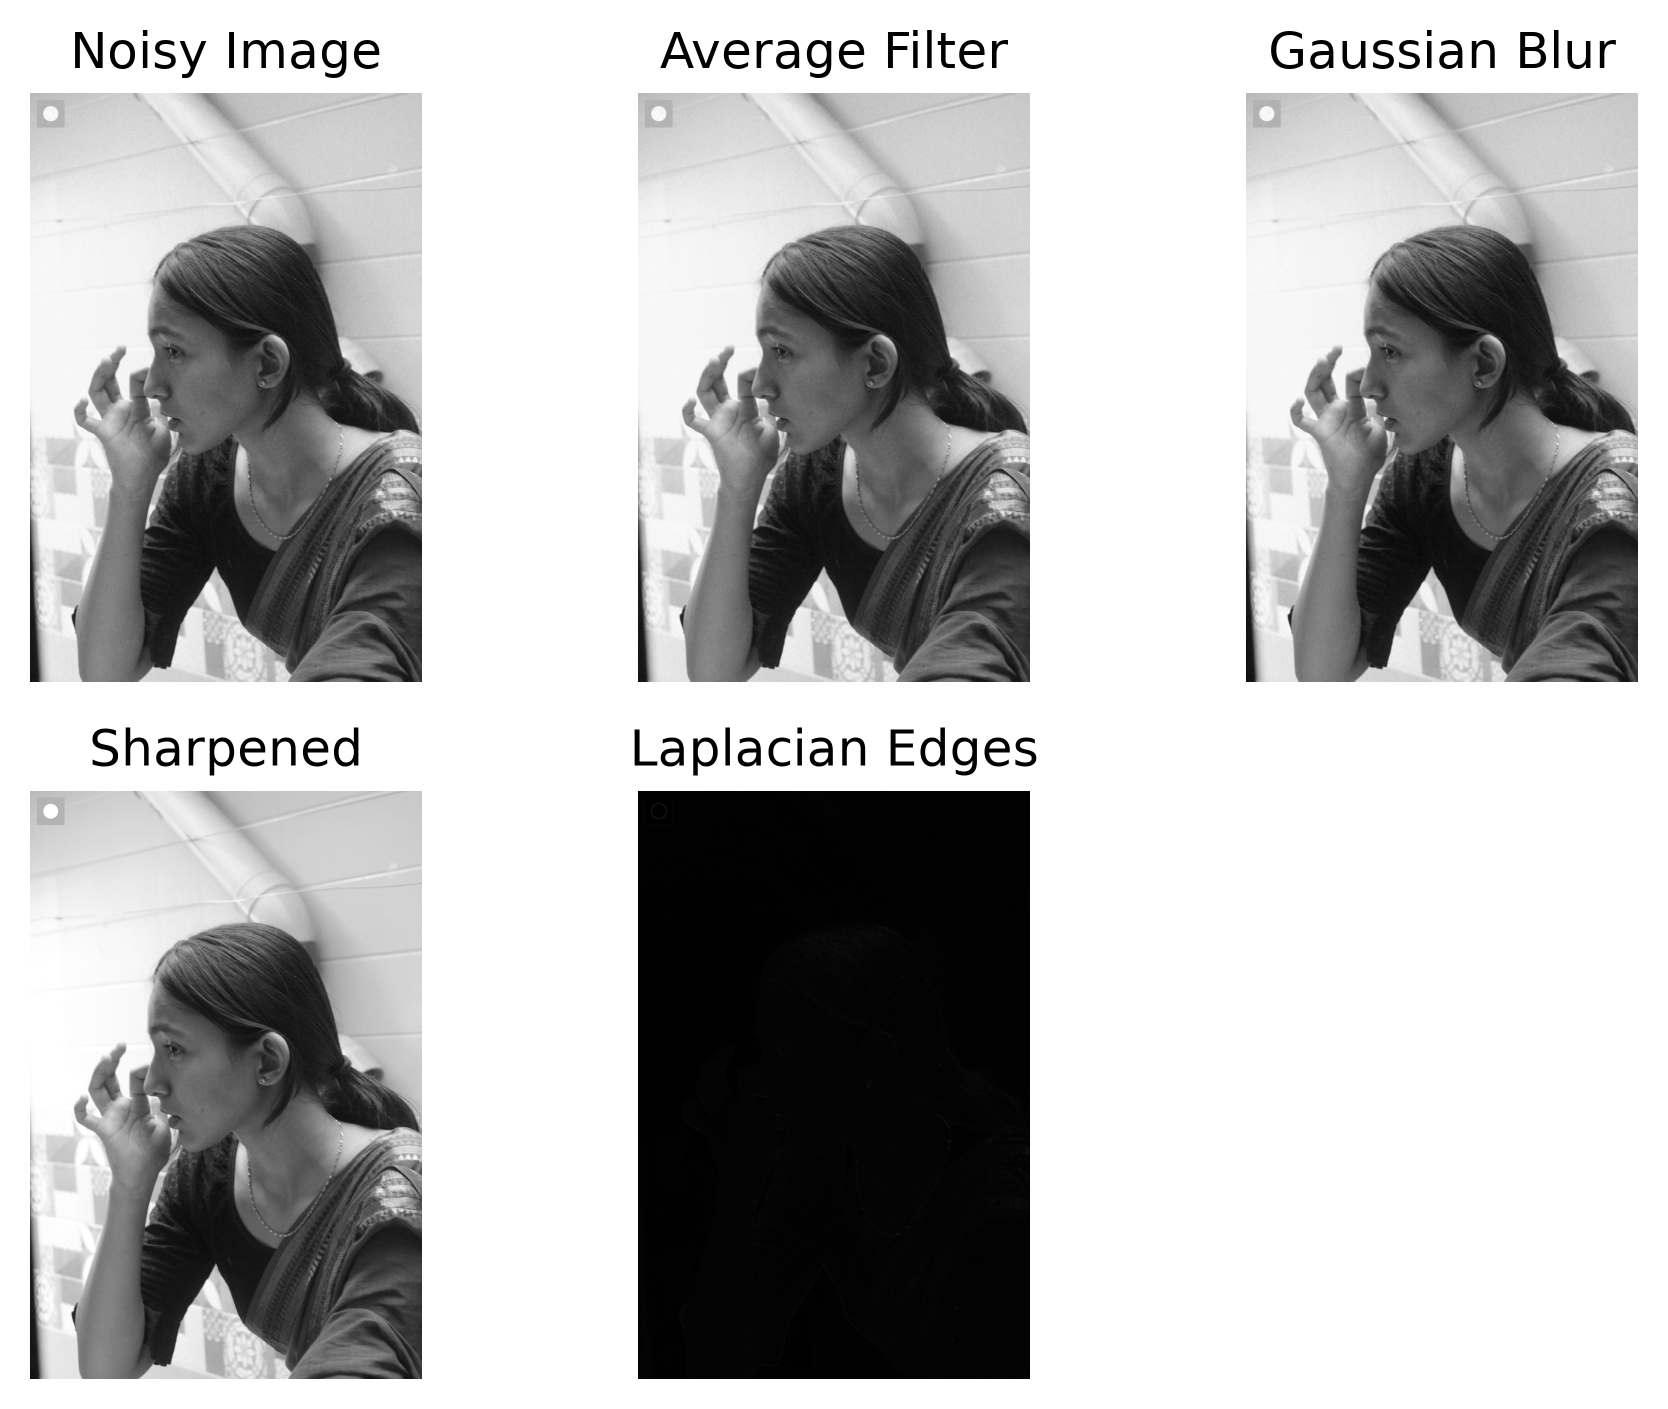 Noisy Image
Average Filter
Gaussian Blur
Sharpened
Laplacian Edges